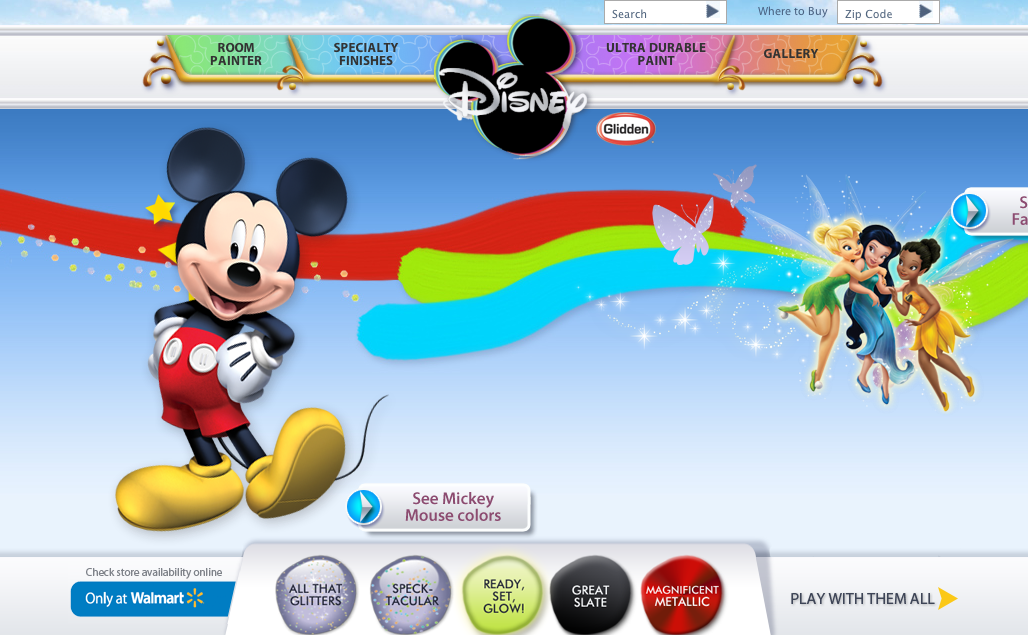 Search
Where to Buy
Zip Code
ROOM
PAINTER
SPECIALTY
FINISHES
DISNEY
ULTRA DURABLE
PAINT
GALLERY
Glidden
S
Fa
See Mickey
Mouse colors
Check store availability online
Only at Walmart
ALL THAT
GLITTERS
SPECK-
TACULAR
READY,
SET,
GLOW!
GREAT
SLATE
MAGNIFICENT
METALLIC
PLAY WITH THEM ALL